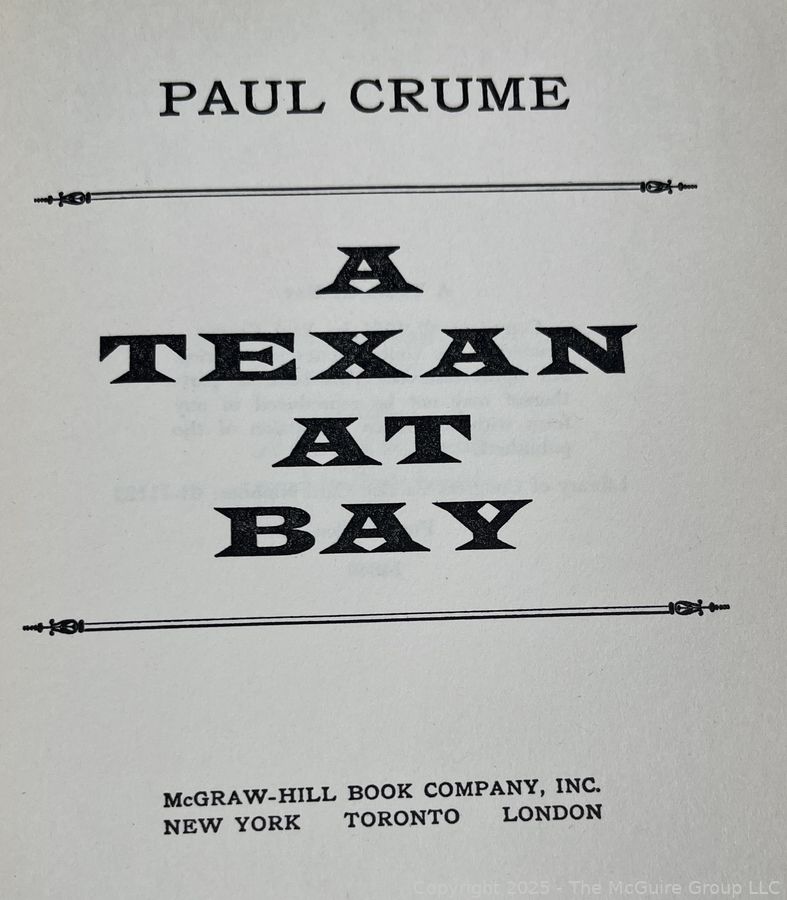 PAUL CRUME
A
TEXAN
AT
BAY
McGRAW-HILL BOOK COMPANY, INC.
NEW YORK TORONTO LONDON
Copyright 2025 - The McGuire Group LLC